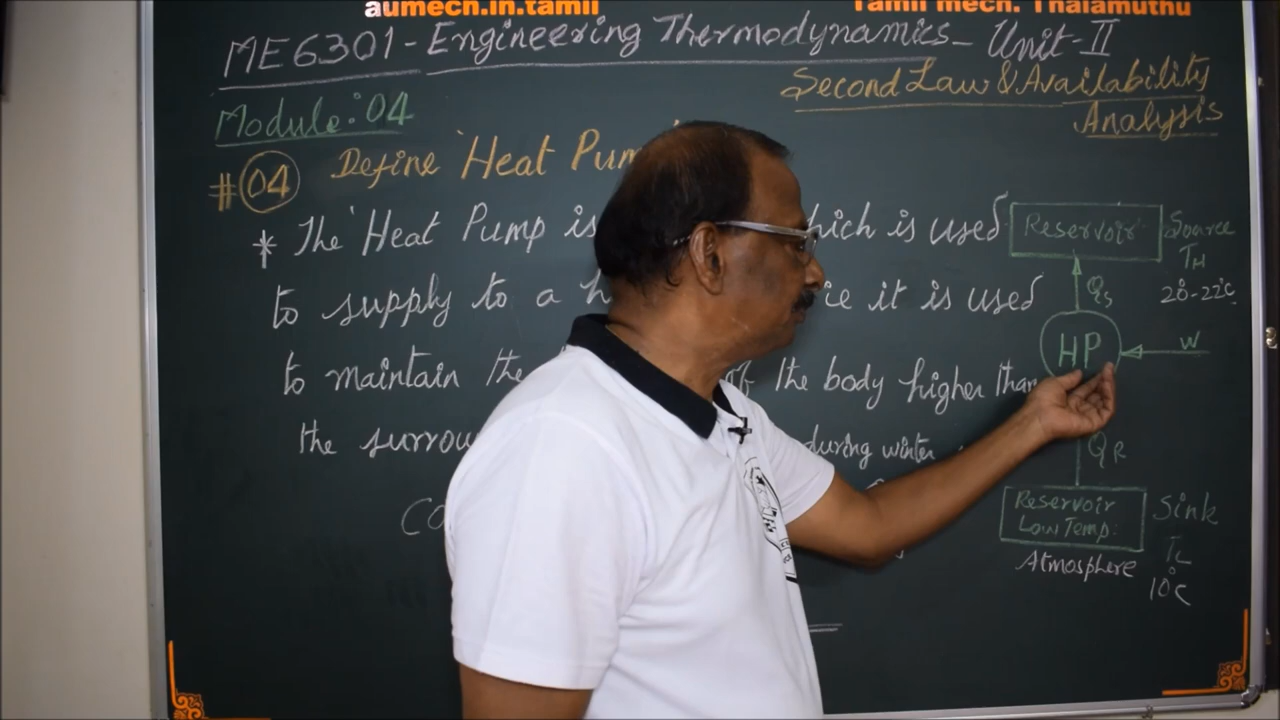 aumech.in.tamil
Tamil mech. Thalamuthu
ME6301 - Engineering Thermodynamics - Unit-II
Second Law & Availability
Analysis
Module:04
#04 Define 'Heat Pum
* The 'Heat Pump is hich is used
to supply to a h ie it is used
to maintain the of the body higher than
the surrou during winter
CO
Reservoir
Source
TH
20-22°C
Qs
HP
W
QR
Reservoir
Low Temp.
Sink
TL
10°C
Atmosphere